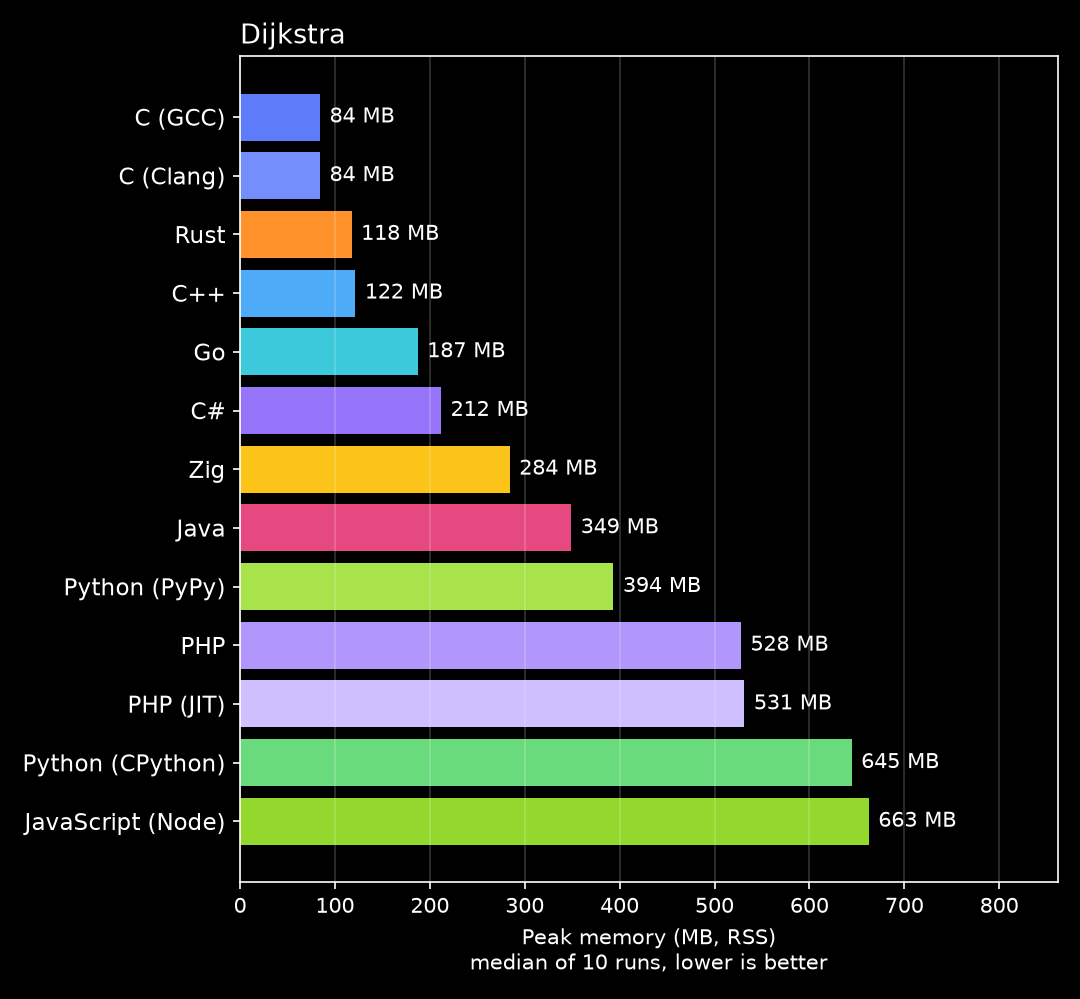 Dijkstra
C (GCC) 84 MB
C (Clang) 84 MB
Rust 118 MB
C++ 122 MB
Go 187 MB
C# 212 MB
Zig 284 MB
Java 349 MB
Python (PyPy) 394 MB
PHP 528 MB
PHP (JIT) 531 MB
Python (CPython) 645 MB
JavaScript (Node) 663 MB
0 100 200 300 400 500 600 700 800
Peak memory (MB, RSS)
median of 10 runs, lower is better